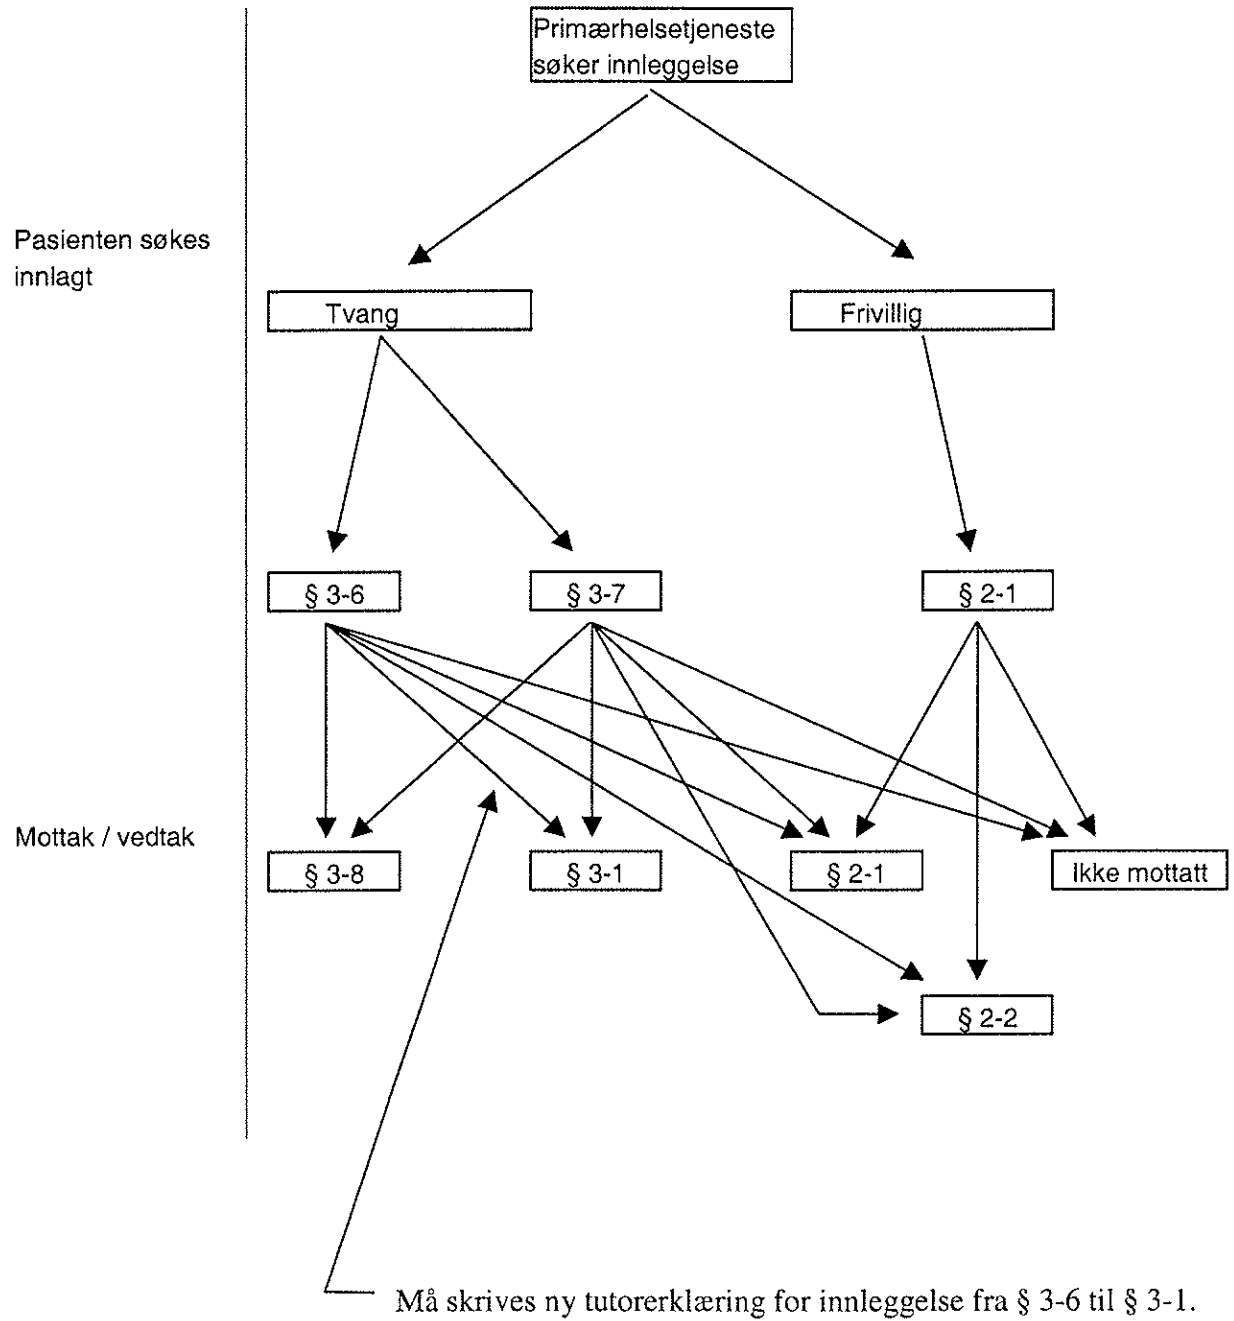 Primærhelsetjeneste
søker innleggelse
Pasienten søkes
innlagt
Tvang
Frivillig
§ 3-6
§ 3-7
§ 2-1
Mottak / vedtak
§ 3-8
§ 3-1
§ 2-1
Ikke mottatt
§ 2-2
Må skrives ny tutorerklæring for innleggelse fra § 3-6 til § 3-1.